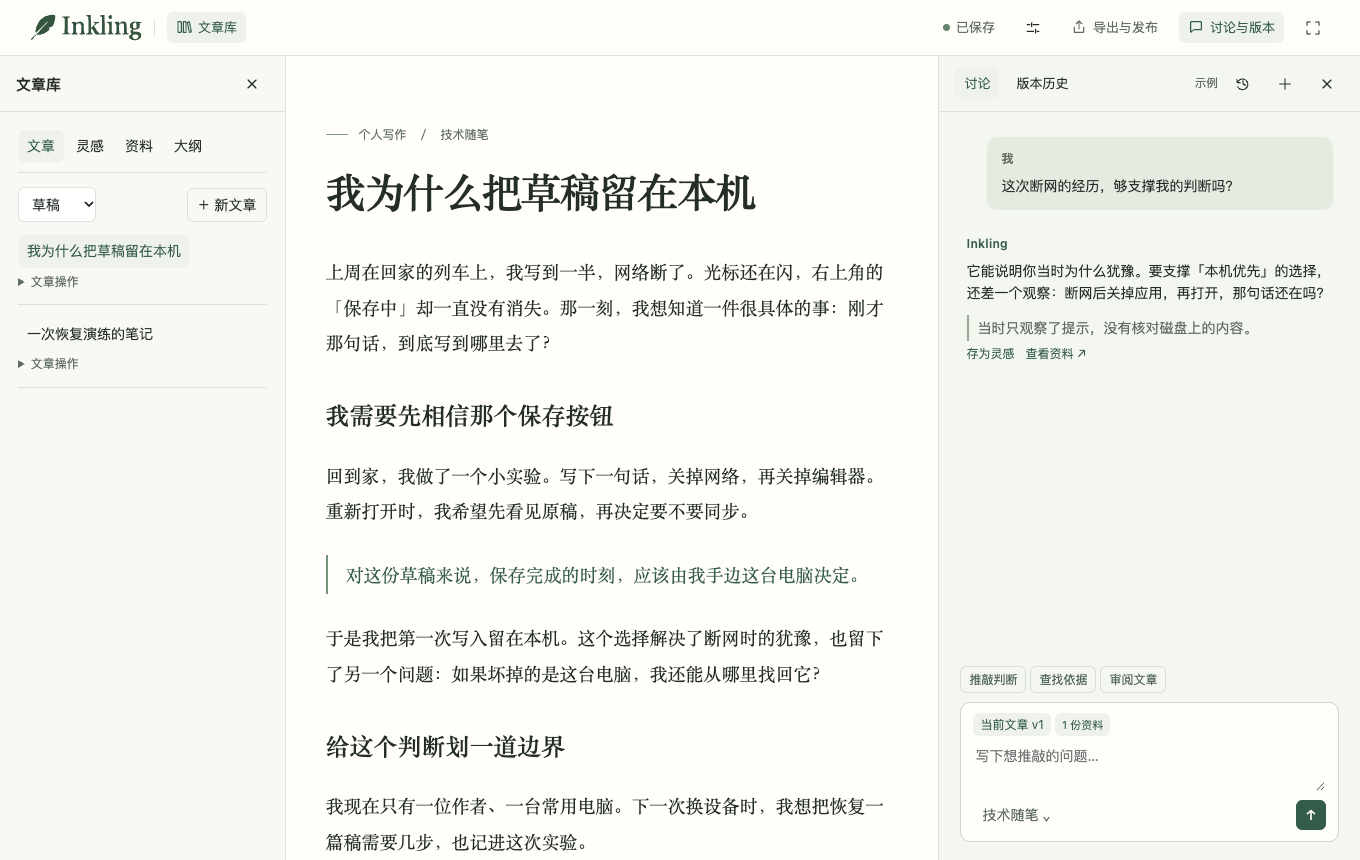 Inkling
文章库
已保存
导出与发布
讨论与版本
文章库
文章
灵感
资料
大纲
草稿
+ 新文章
我为什么把草稿留在本机
文章操作
一次恢复演练的笔记
文章操作
个人写作 / 技术随笔
我为什么把草稿留在本机
上周在回家的列车上，我写到一半，网络断了。光标还在闪，右上角的
「保存中」却一直没有消失。那一刻，我想知道一件很具体的事：刚才
那句话，到底写到哪里去了？
我需要先相信那个保存按钮
回到家，我做了一个小实验。写下一句话，关掉网络，再关掉编辑器。
重新打开时，我希望先看见原稿，再决定要不要同步。
对这份草稿来说，保存完成的时刻，应该由我手边这台电脑决定。
于是我把第一次写入留在本机。这个选择解决了断网时的犹豫，也留下
了另一个问题：如果坏掉的是这台电脑，我还能从哪里找回它？
给这个判断划一道边界
我现在只有一位作者、一台常用电脑。下一次换设备时，我想把恢复一
篇稿需要几步，也记进这次实验。
讨论
版本历史
示例
我
这次断网的经历，够支撑我的判断吗？
Inkling
它能说明你当时为什么犹豫。要支撑「本机优先」的选择，
还差一个观察：断网后关掉应用，再打开，那句话还在吗？
当时只观察了提示，没有核对磁盘上的内容。
存为灵感 查看资料 ↗
推敲判断
查找依据
审阅文章
当前文章 v1
1 份资料
写下想推敲的问题...
技术随笔